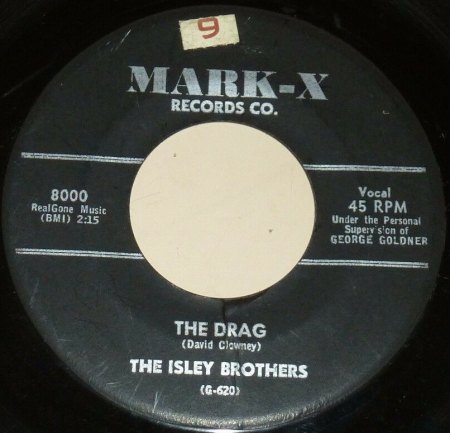 9
MARK-X
RECORDS CO.
8000
RealGone Music
(BMI) 2:15
Vocal
45 RPM
Under the Personal
Supervision of
GEORGE GOLDNER
THE DRAG
(David Clowney)
THE ISLEY BROTHERS
(G-620)